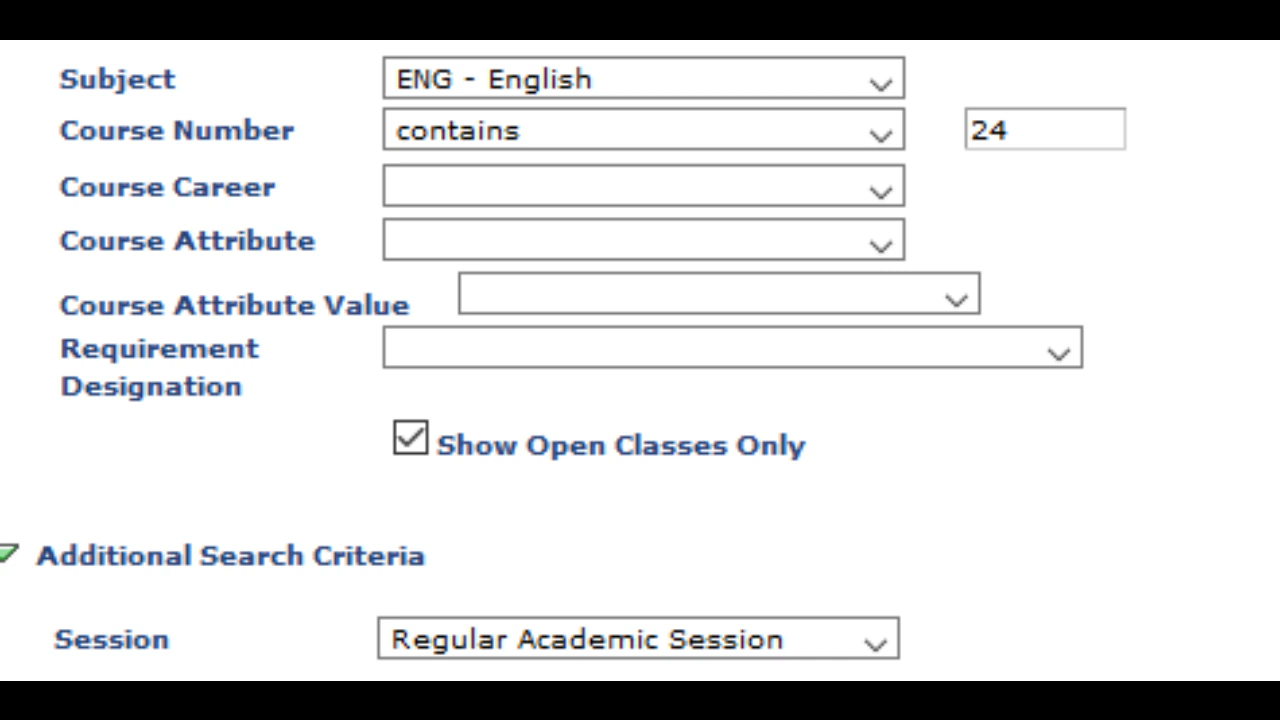 Subject ENG - English
Course Number contains 24
Course Career
Course Attribute
Course Attribute Value
Requirement
Designation
Show Open Classes Only
Additional Search Criteria
Session Regular Academic Session